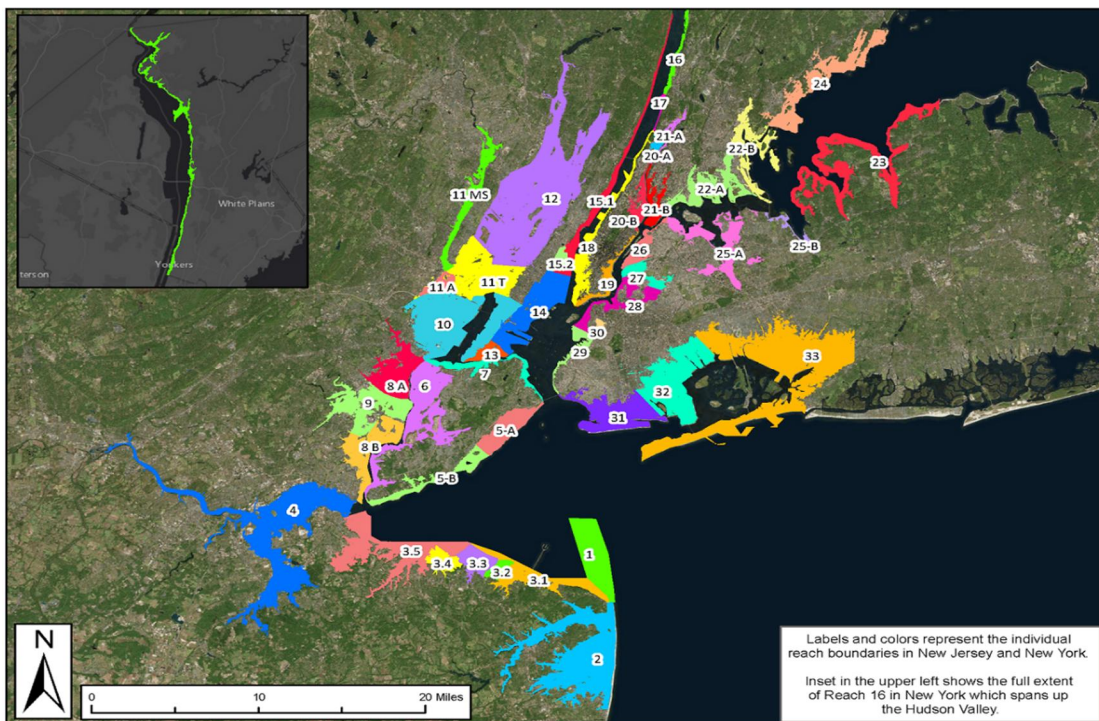 White Plains
terson
Yonkers
16
17
24
21-A
20-A
22-B
23
22-A
11 MS
12
15.1
21-B
20-B
18
26
25-A
25-B
15.2
27
19
11 A
11 T
28
14
10
30
13
29
7
33
8 A
6
32
9
31
5-A
8 B
5-B
4
3.5
1
3.4
3.3
3.2
3.1
2
N
0
10
20 Miles
Labels and colors represent the individual
reach boundaries in New Jersey and New York.
Inset in the upper left shows the full extent
of Reach 16 in New York which spans up
the Hudson Valley.